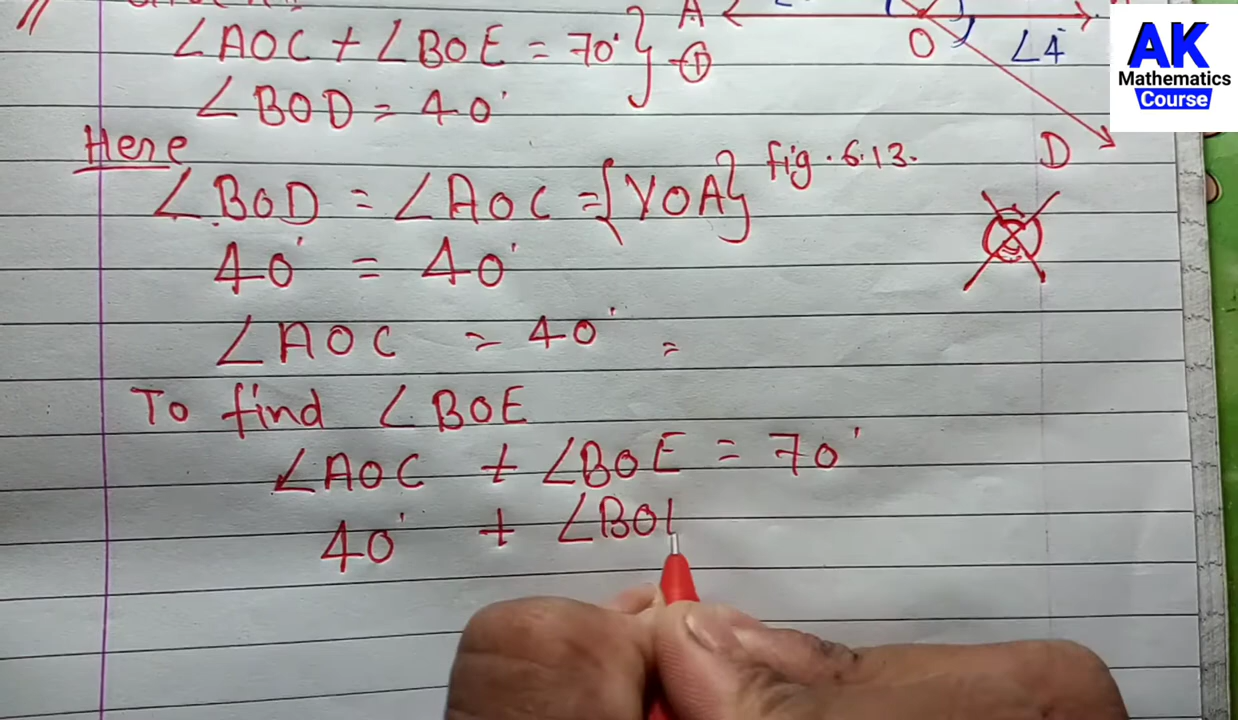 ∠AOC + ∠BOE = 70° } -①
∠BOD = 40°
A
O
∠4
D
fig. 6.13.
Here
∠BOD = ∠AOC = {VOA}
40° = 40°
∠AOC = 40° =
To find ∠BOE
∠AOC + ∠BOE = 70°
40° + ∠BO
AK
Mathematics
Course